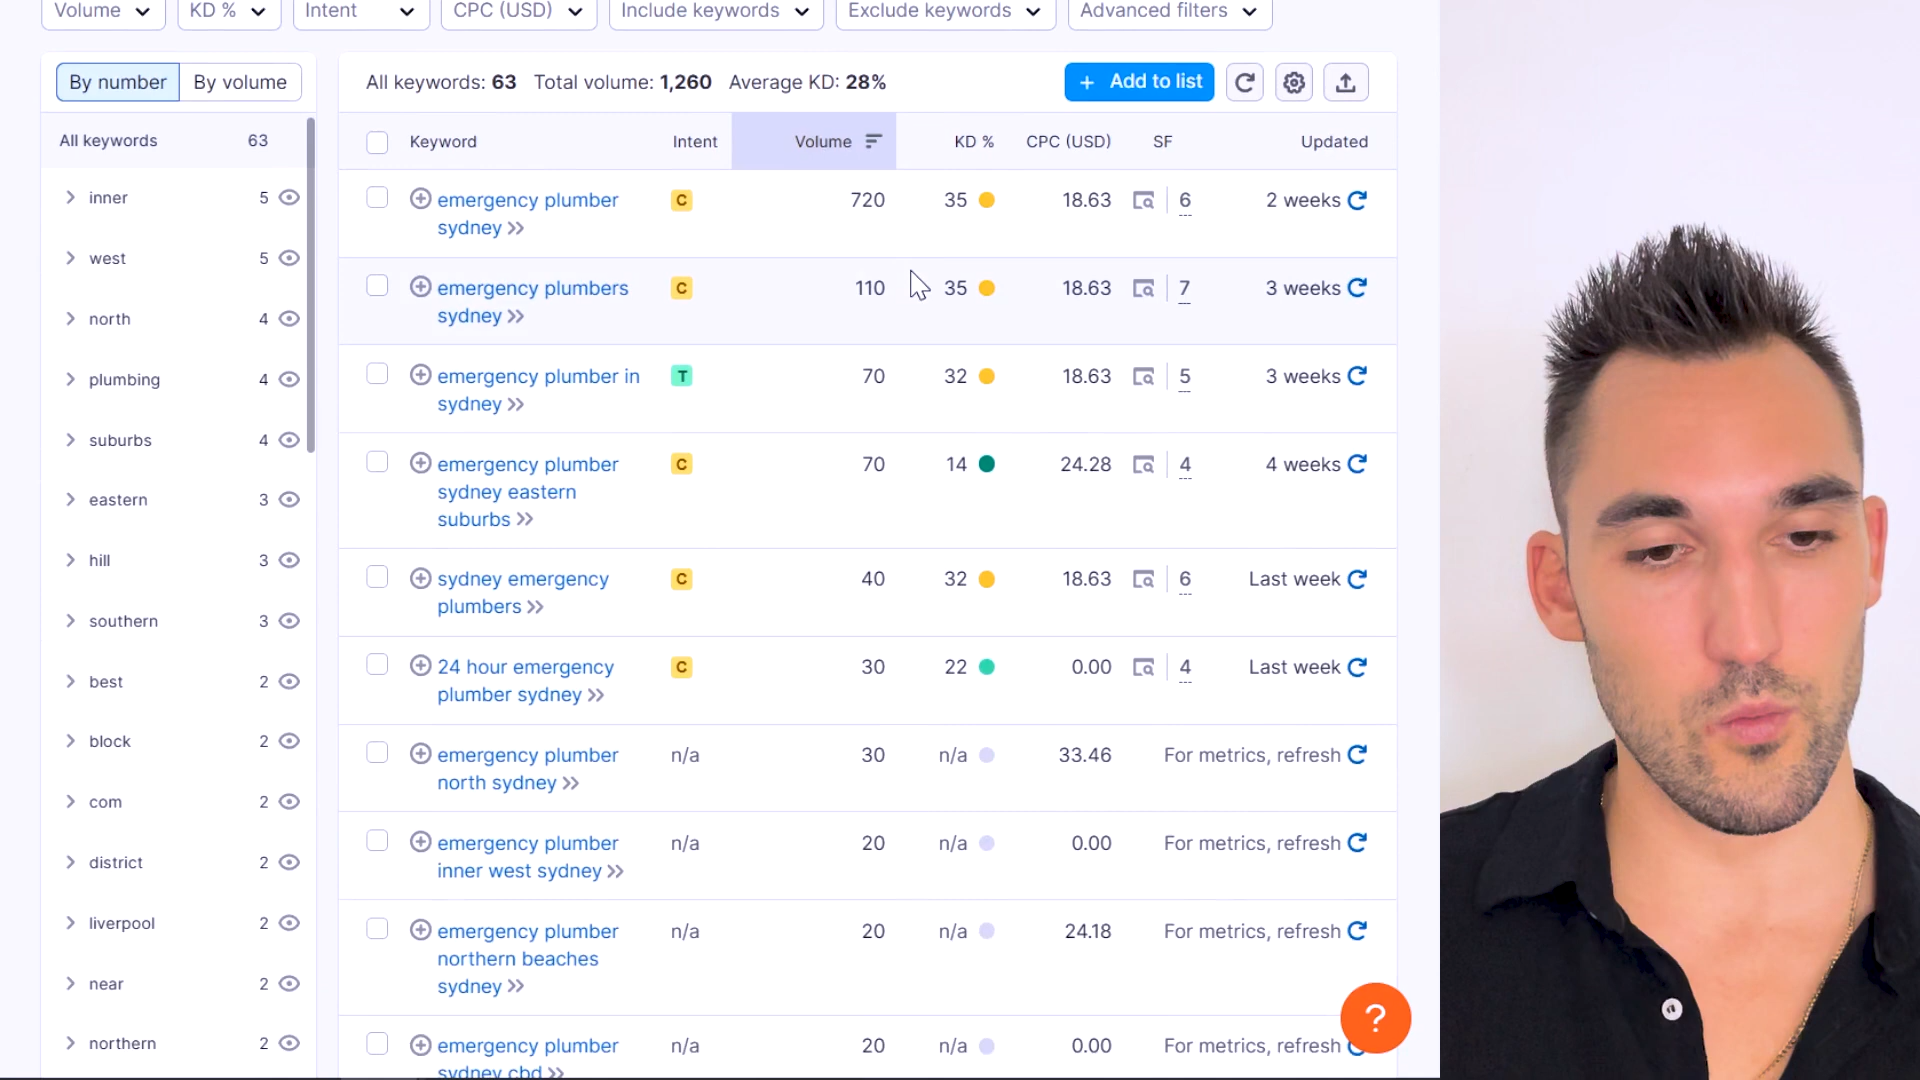 Volume KD % Intent CPC (USD) Include keywords Exclude keywords Advanced filters
By number By volume
All keywords: 63 Total volume: 1,260 Average KD: 28% + Add to list
All keywords 63
inner 5
west 5
north 4
plumbing 4
suburbs 4
eastern 3
hill 3
southern 3
best 2
block 2
com 2
district 2
liverpool 2
near 2
northern 2
Keyword Intent Volume KD % CPC (USD) SF Updated
emergency plumber C 720 35 18.63 6 2 weeks
sydney
emergency plumbers C 110 35 18.63 7 3 weeks
sydney
emergency plumber in T 70 32 18.63 5 3 weeks
sydney
emergency plumber C 70 14 24.28 4 4 weeks
sydney eastern
suburbs
sydney emergency C 40 32 18.63 6 Last week
plumbers
24 hour emergency C 30 22 0.00 4 Last week
plumber sydney
emergency plumber n/a 30 n/a 33.46 For metrics, refresh
north sydney
emergency plumber n/a 20 n/a 0.00 For metrics, refresh
inner west sydney
emergency plumber n/a 20 n/a 24.18 For metrics, refresh
northern beaches
sydney
emergency plumber n/a 20 n/a 0.00 For metrics, refresh
sydney cbd
?